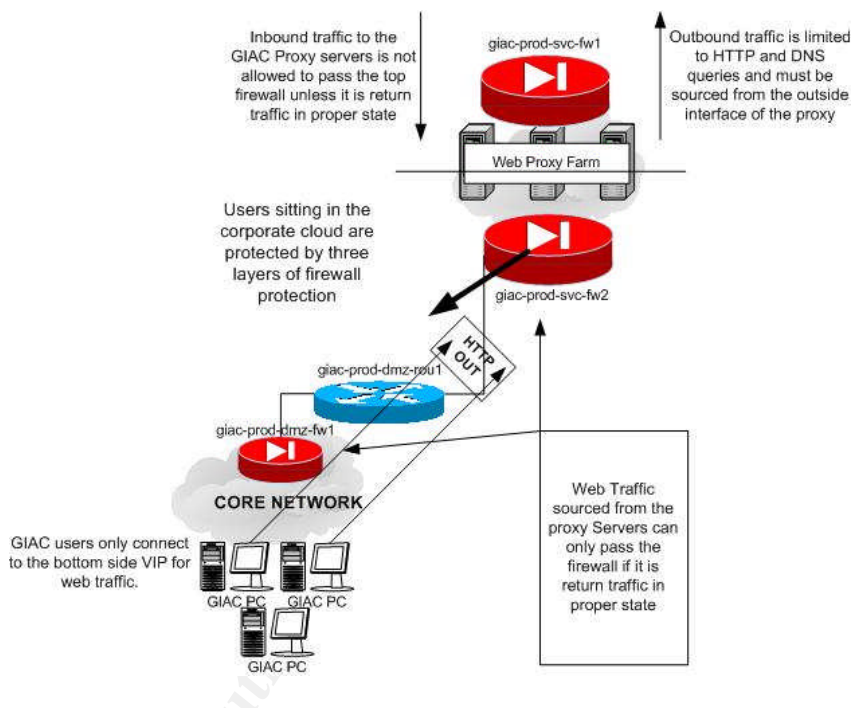 Inbound traffic to the
GIAC Proxy servers is not
allowed to pass the top
firewall unless it is return
traffic in proper state
giac-prod-svc-fw1
Outbound traffic is limited
to HTTP and DNS
queries and must be
sourced from the outside
interface of the proxy
Web Proxy Farm
Users sitting in the
corporate cloud are
protected by three
layers of firewall
protection
giac-prod-svc-fw2
HTTP
OUT
giac-prod-dmz-rou1
giac-prod-dmz-fw1
CORE NETWORK
GIAC users only connect
to the bottom side VIP for
web traffic.
GIAC PC
GIAC PC
GIAC PC
Web Traffic
sourced from the
proxy Servers can
only pass the
firewall if it is
return traffic in
proper state